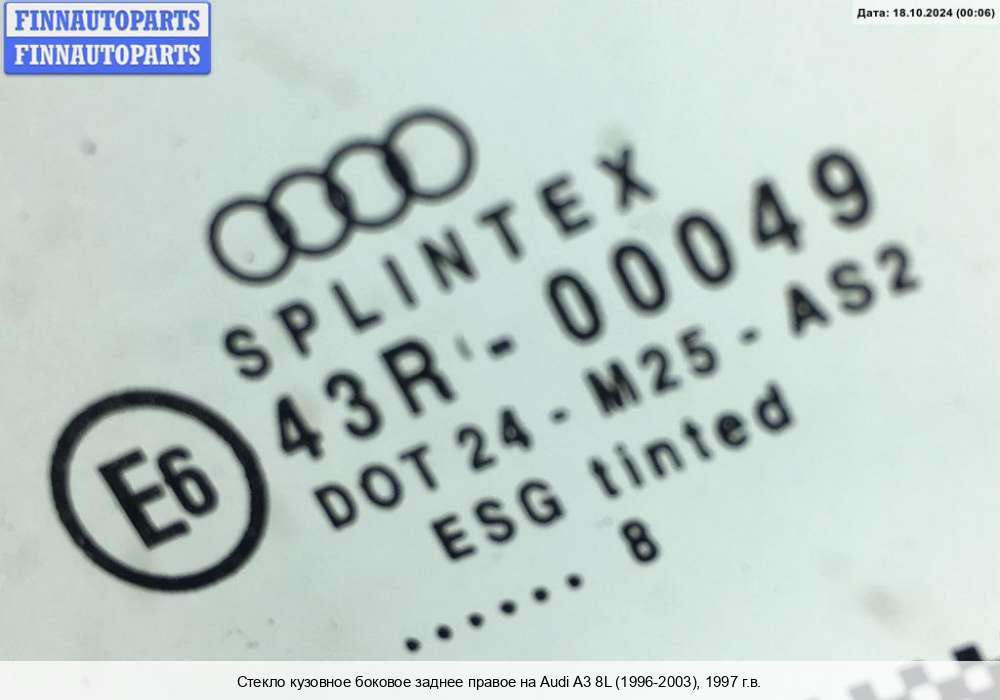 FINNAUTOPARTS
FINNAUTOPARTS
Дата: 18.10.2024 (00:06)
SPLINTEX
43R - 00049
E6
DOT 24 - M25 - AS2
ESG tinted
...... 8
Стекло кузовное боковое заднее правое на Audi A3 8L (1996-2003), 1997 г.в.